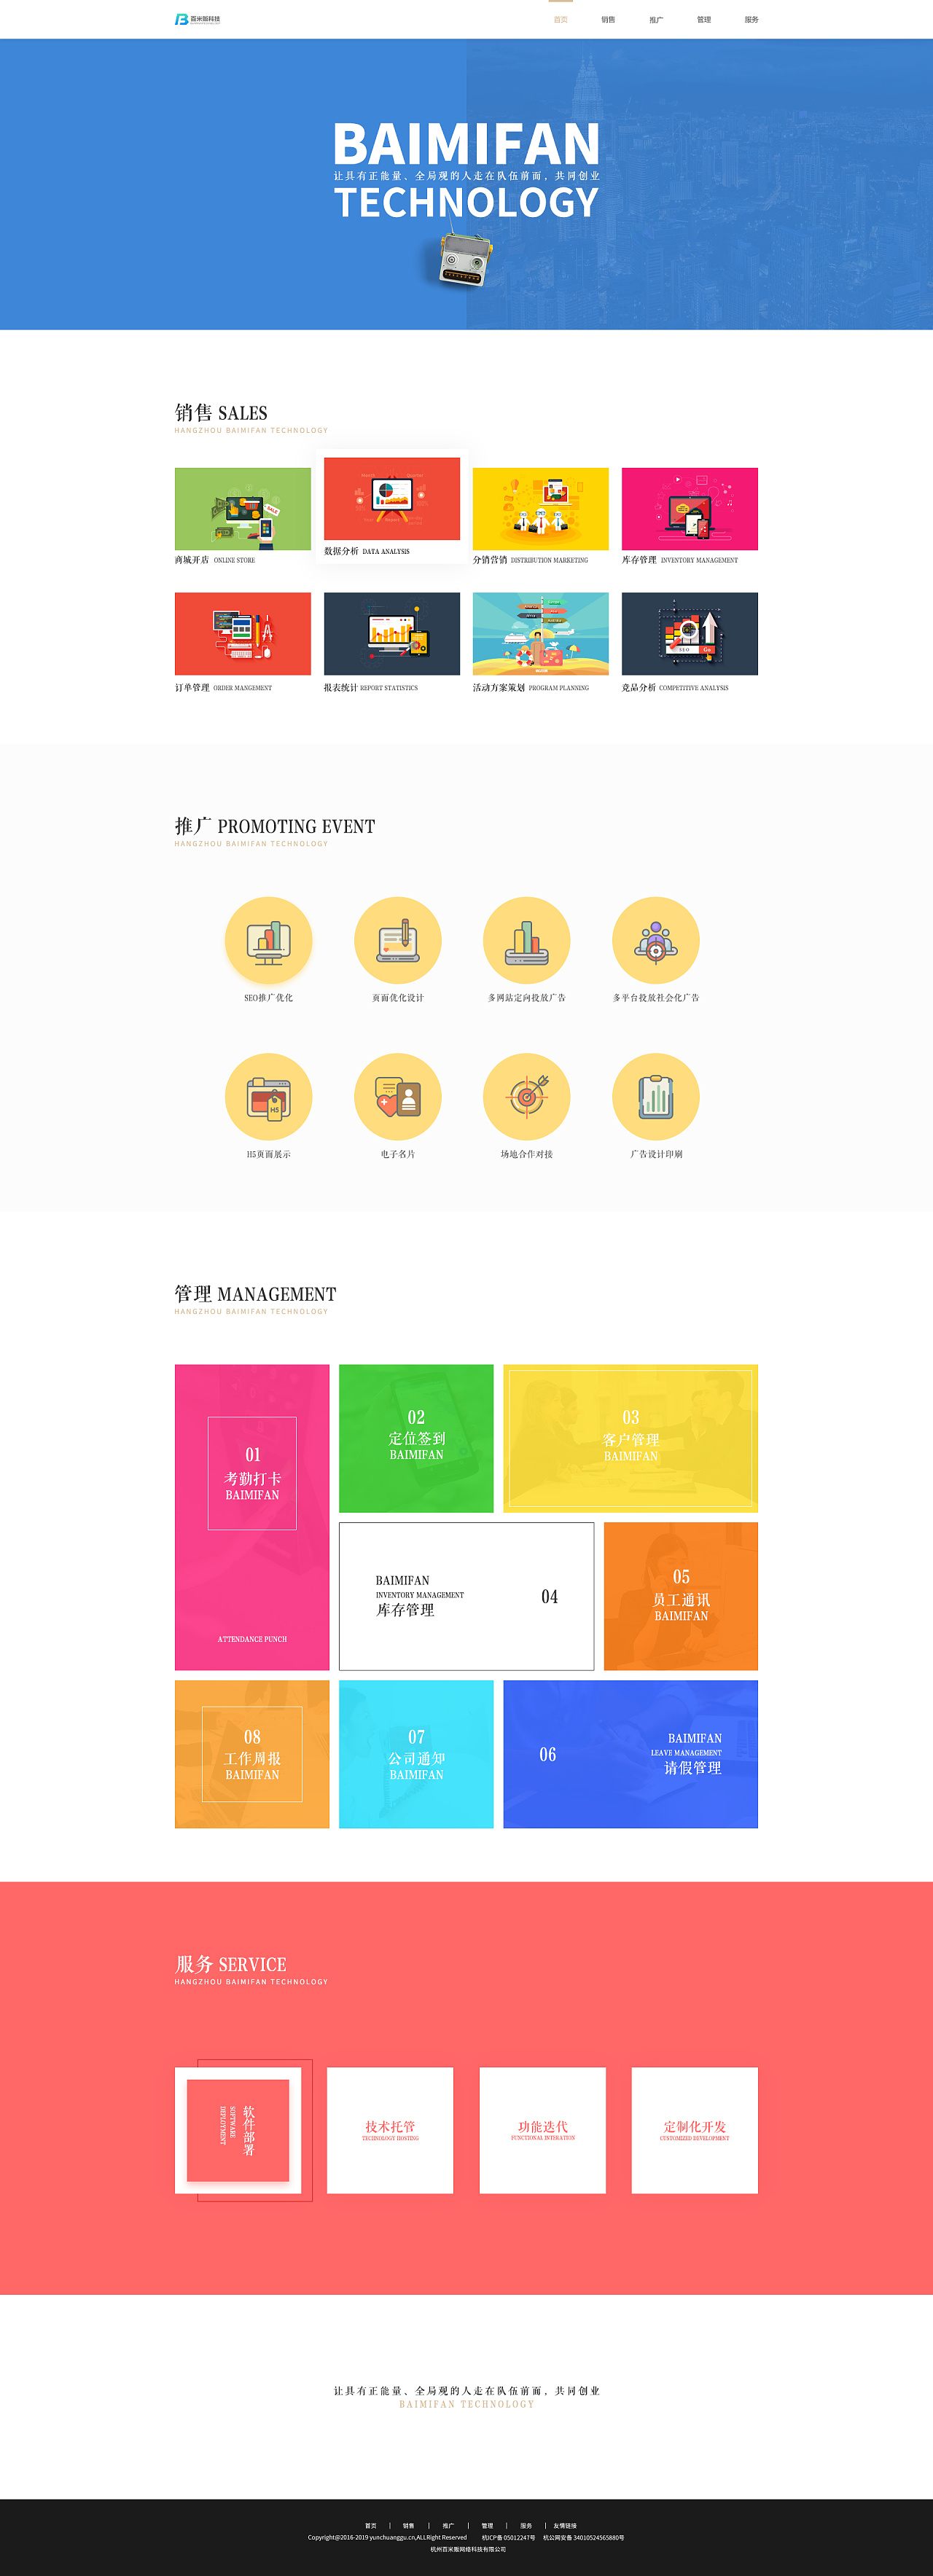 百米饭科技
首页 销售 推广 管理 服务
BAIMIFAN
让具有正能量、全局观的人走在队伍前面，共同创业
TECHNOLOGY
销售 SALES
HANGZHOU BAIMIFAN TECHNOLOGY
SALE
商城开店 ONLINE STORE
数据分析 DATA ANALYSIS
分销营销 DISTRIBUTION MARKETING
库存管理 INVENTORY MANAGEMENT
SEO Go
订单管理 ORDER MANGEMENT
报表统计 REPORT STATISTICS
活动方案策划 PROGRAM PLANNING
竞品分析 COMPETITIVE ANALYSIS
推广 PROMOTING EVENT
HANGZHOU BAIMIFAN TECHNOLOGY
SEO推广优化
页面优化设计
多网站定向投放广告
多平台投放社会化广告
H5
H5页面展示
电子名片
场地合作对接
广告设计印刷
管理 MANAGEMENT
HANGZHOU BAIMIFAN TECHNOLOGY
01
考勤打卡
BAIMIFAN
ATTENDANCE PUNCH
02
定位签到
BAIMIFAN
03
客户管理
BAIMIFAN
BAIMIFAN
INVENTORY MANAGEMENT
库存管理
04
05
员工通讯
BAIMIFAN
08
工作周报
BAIMIFAN
07
公司通知
BAIMIFAN
06
BAIMIFAN
LEAVE MANAGEMENT
请假管理
服务 SERVICE
HANGZHOU BAIMIFAN TECHNOLOGY
软件部署
SOFTWARE
DEPLOYMENT
技术托管
TECHNOLOGY HOSTING
功能迭代
FUNCTIONAL INTERATION
定制化开发
CUSTOMIZED DEVELOPMENT
让具有正能量、全局观的人走在队伍前面，共同创业
BAIMIFAN TECHNOLOGY
首页 | 销售 | 推广 | 管理 | 服务 | 友情链接
Copyright@2016-2019 yunchuanggu.cn,ALLRight Reserved 杭ICP备05012247号 杭公网安备 34010524565880号
杭州百米饭网络科技有限公司